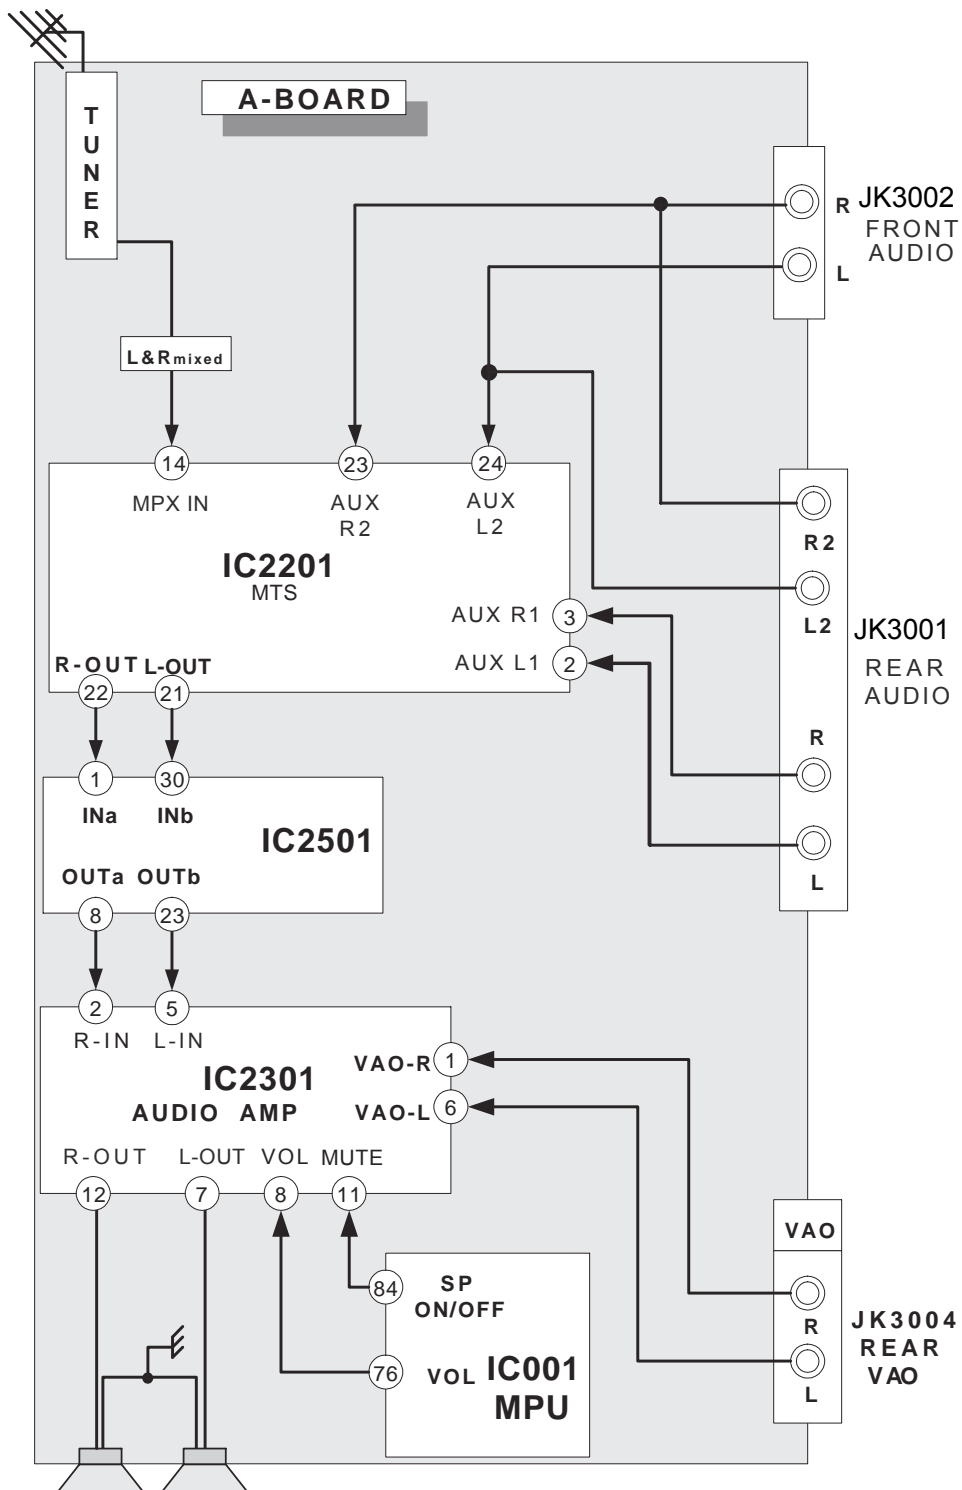 A-BOARD
TUNER
R JK3002
FRONT
AUDIO
L
L&Rmixed
14 23 24
MPX IN AUX R2 AUX L2
IC2201
MTS
R2
L2
JK3001
REAR
AUDIO
AUX R1 3
AUX L1 2
R-OUT L-OUT
22 21
R
L
1 30
INa INb
IC2501
OUTa OUTb
8 23
2 5
R-IN L-IN
VAO-R 1
IC2301
AUDIO AMP
VAO-L 6
R-OUT L-OUT VOL MUTE
12 7 8 11
VAO
R
L
JK3004
REAR
VAO
84 SP
ON/OFF
76 VOL IC001
MPU